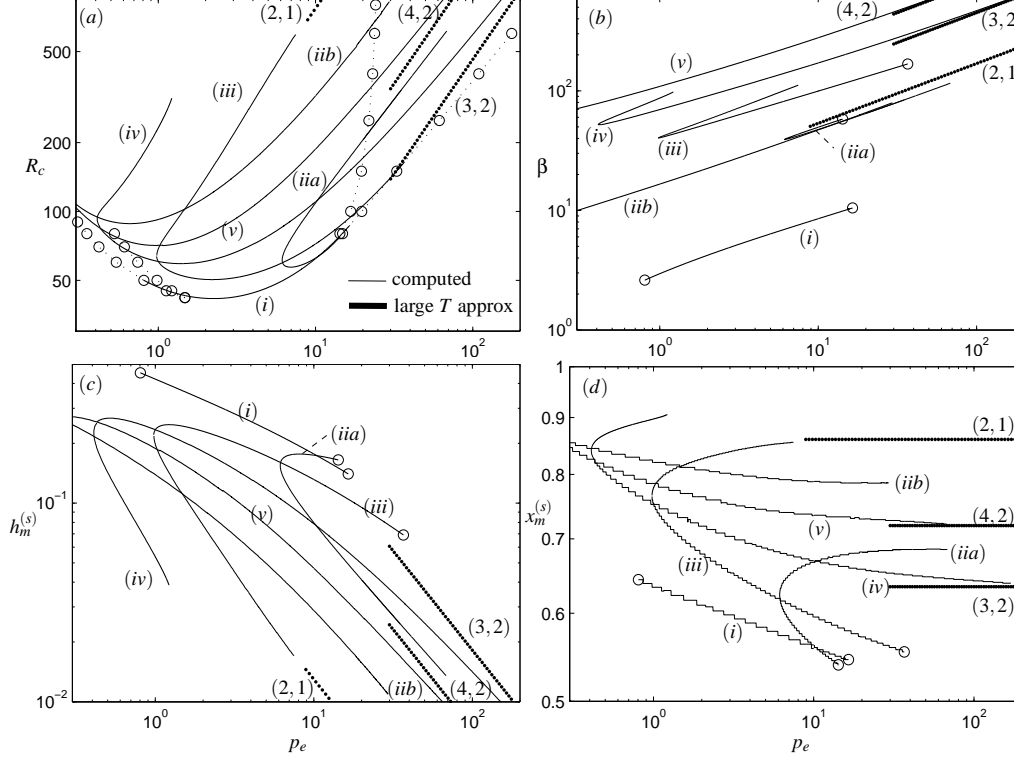 (a)
(2, 1)
(4, 2)
500
(iib)
(iii)
(3, 2)
(iv)
200
R_c
(iia)
100
(v)
computed
50
(i)
large T approx
10^0
10^1
10^2
(b)
(4, 2)
(3, 2
(v)
(2, 1
10^2
(iv)
(iii)
(iia)
β
(iib)
10^1
(i)
10^0
10^0
10^1
10^2
(c)
(i)
(iia)
10^{-1}
(iii)
h_m^{(s)}
(v)
(iv)
(3, 2)
(2, 1)
(iib)
(4, 2)
10^{-2}
10^0
10^1
10^2
p_e
(d)
0.9
(2, 1)
0.8
(iib)
x_m^{(s)}
(v)
(4, 2)
0.7
(iii)
(iia)
(iv)
(3, 2)
0.6
(i)
0.5
10^0
10^1
10^2
p_e